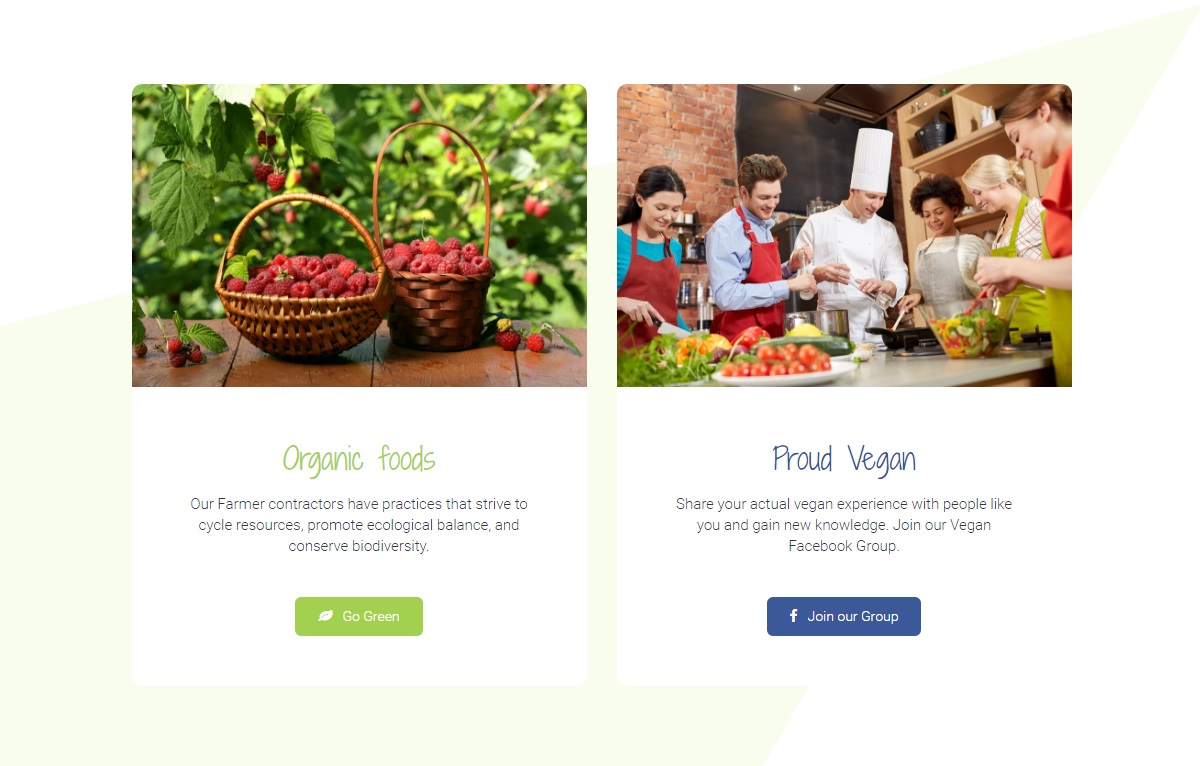 Organic foods
Our Farmer contractors have practices that strive to
cycle resources, promote ecological balance, and
conserve biodiversity.
Go Green
Proud Vegan
Share your actual vegan experience with people like
you and gain new knowledge. Join our Vegan
Facebook Group.
Join our Group